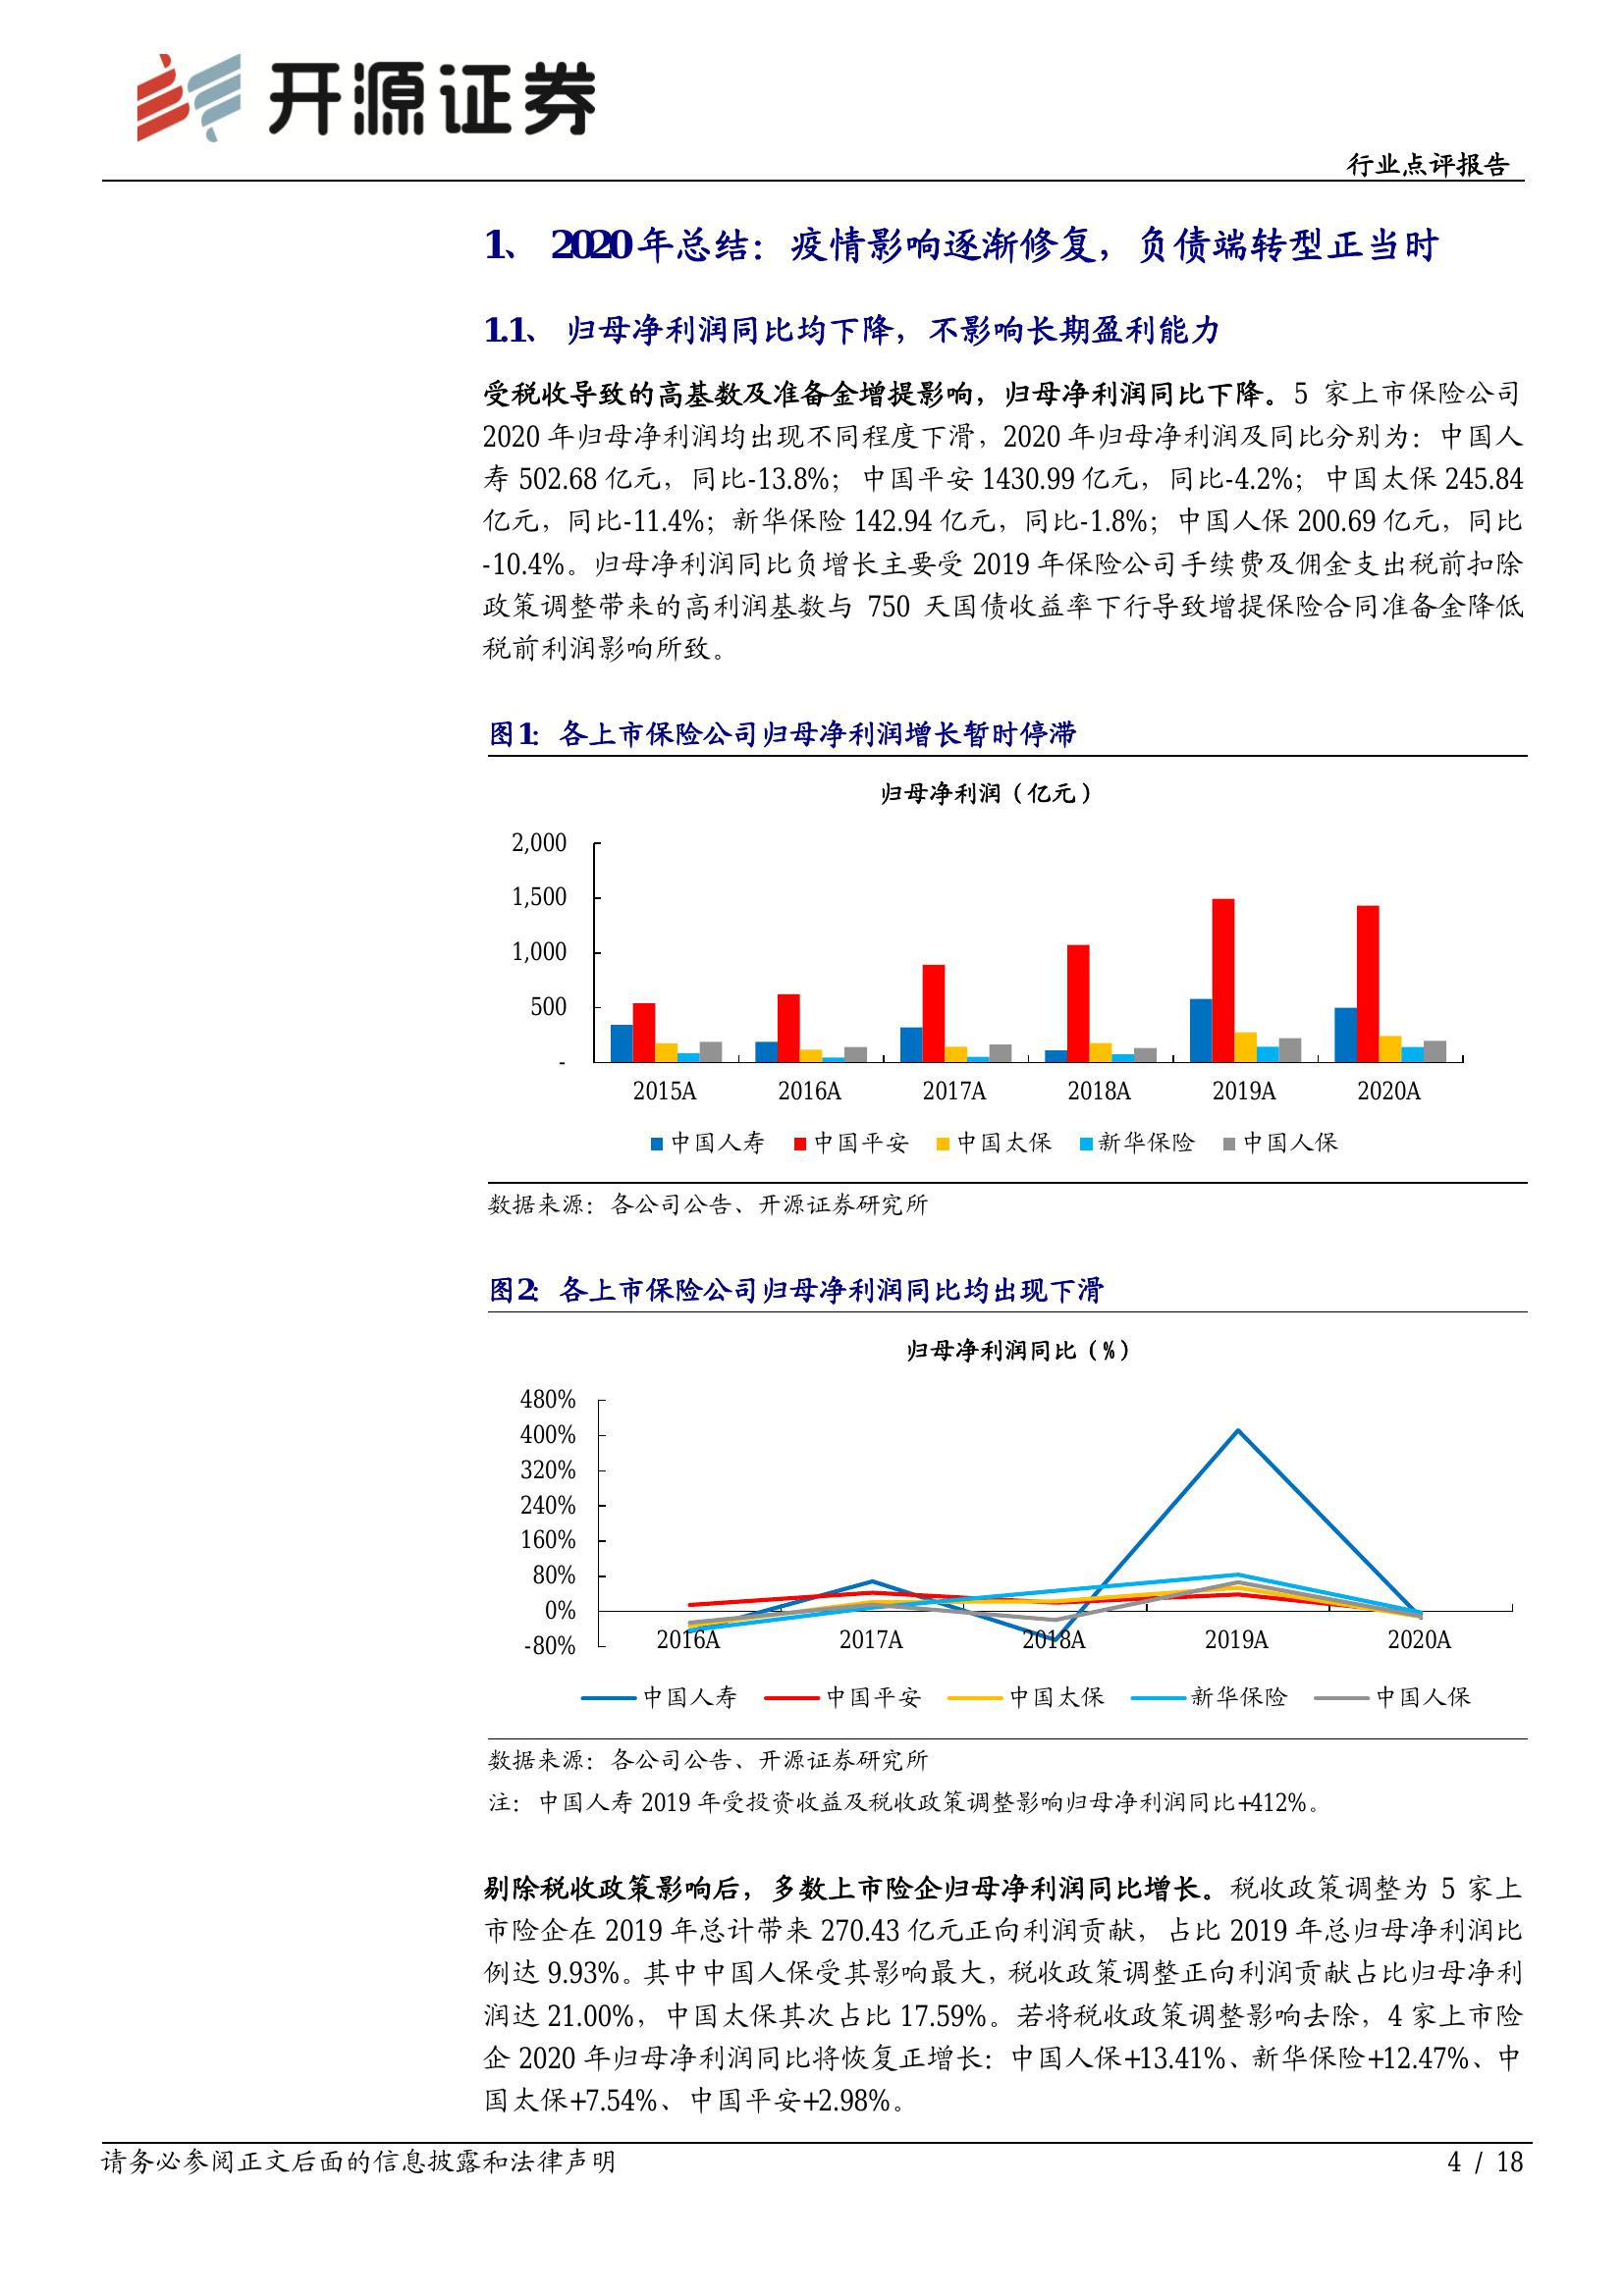 开源证券
行业点评报告
1、 2020年总结：疫情影响逐渐修复，负债端转型正当时
1.1、 归母净利润同比均下降，不影响长期盈利能力
受税收导致的高基数及准备金增提影响，归母净利润同比下降。5 家上市保险公司
2020 年归母净利润均出现不同程度下滑，2020 年归母净利润及同比分别为：中国人
寿 502.68 亿元，同比-13.8%；中国平安 1430.99 亿元，同比-4.2%；中国太保 245.84
亿元，同比-11.4%；新华保险 142.94 亿元，同比-1.8%；中国人保 200.69 亿元，同比
-10.4%。归母净利润同比负增长主要受 2019 年保险公司手续费及佣金支出税前扣除
政策调整带来的高利润基数与 750 天国债收益率下行导致增提保险合同准备金降低
税前利润影响所致。
图1：各上市保险公司归母净利润增长暂时停滞
归母净利润（亿元）
2,000
1,500
1,000
500
-
2015A 2016A 2017A 2018A 2019A 2020A
中国人寿 中国平安 中国太保 新华保险 中国人保
数据来源：各公司公告、开源证券研究所
图2：各上市保险公司归母净利润同比均出现下滑
归母净利润同比（%）
480%
400%
320%
240%
160%
80%
0%
-80%
2016A 2017A 2018A 2019A 2020A
中国人寿 中国平安 中国太保 新华保险 中国人保
数据来源：各公司公告、开源证券研究所
注：中国人寿 2019 年受投资收益及税收政策调整影响归母净利润同比+412%。
剔除税收政策影响后，多数上市险企归母净利润同比增长。税收政策调整为 5 家上
市险企在 2019 年总计带来 270.43 亿元正向利润贡献，占比 2019 年总归母净利润比
例达 9.93%。其中中国人保受其影响最大，税收政策调整正向利润贡献占比归母净利
润达 21.00%，中国太保其次占比 17.59%。若将税收政策调整影响去除，4 家上市险
企 2020 年归母净利润同比将恢复正增长：中国人保+13.41%、新华保险+12.47%、中
国太保+7.54%、中国平安+2.98%。
请务必参阅正文后面的信息披露和法律声明
4 / 18